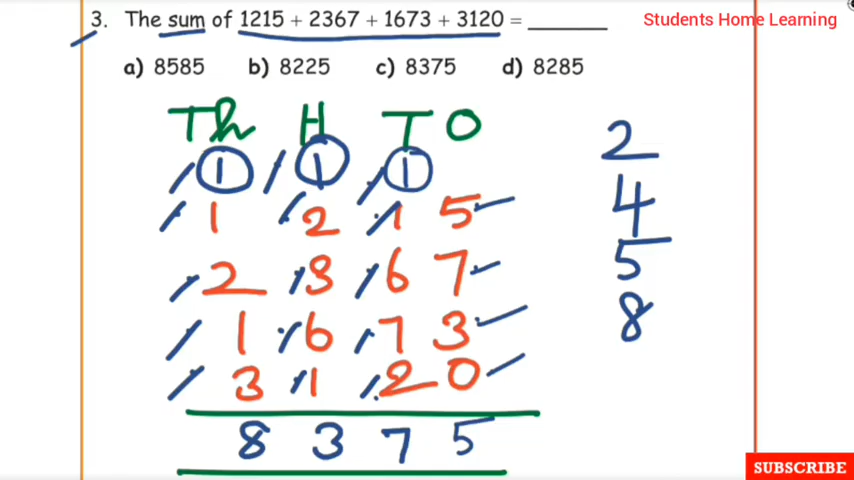 Students Home Learning
3. The sum of 1215 + 2367 + 1673 + 3120 = ________
a) 8585 b) 8225 c) 8375 d) 8285
Th H T O
1 1 1
1 2 1 5
2 3 6 7
1 6 7 3
3 1 2 0
8 3 7 5
2
4
5
8
SUBSCRIBE